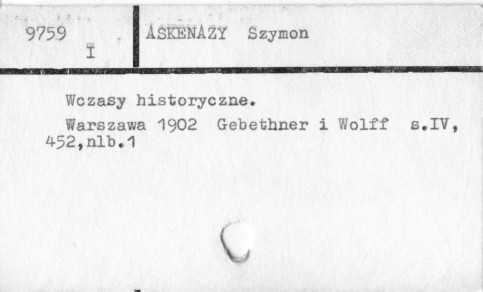 9759 ASKENAZY Szymon
I
Wczasy historyczne.
Warszawa 1902 Gebethner i Wolff s.IV,
452,nlb.1